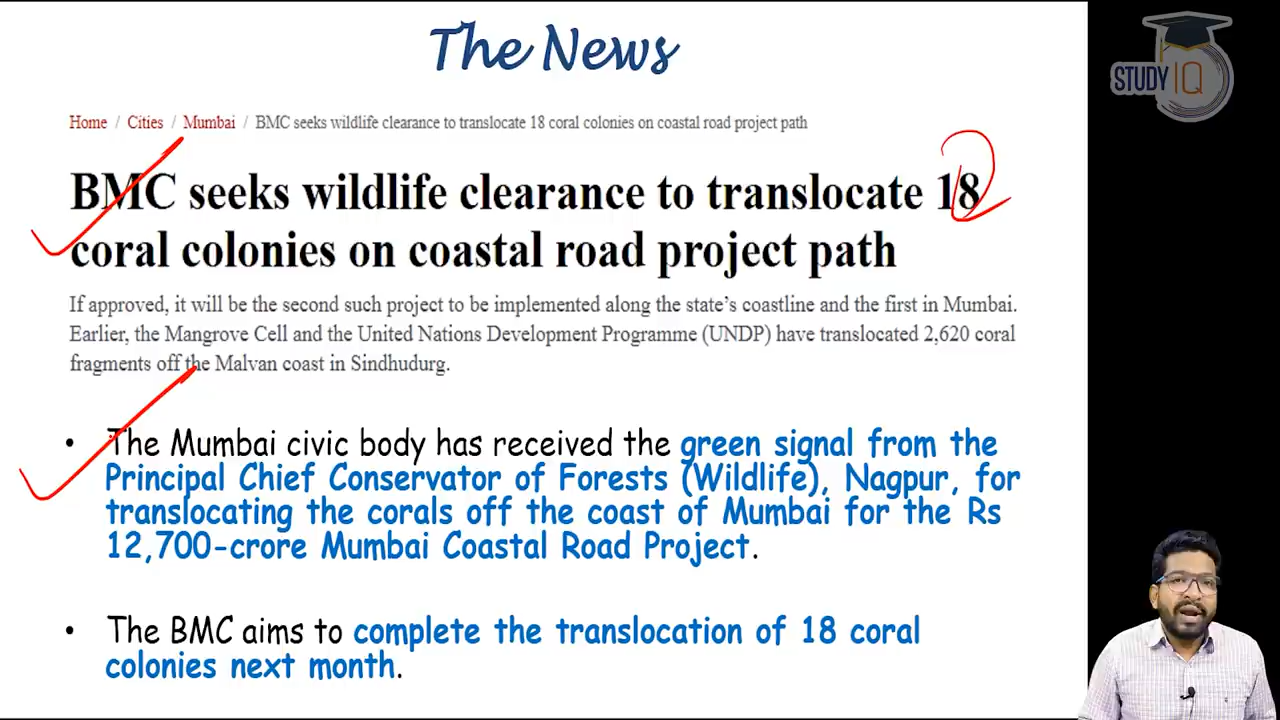 The News
STUDY IQ
Home / Cities / Mumbai / BMC seeks wildlife clearance to translocate 18 coral colonies on coastal road project path
BMC seeks wildlife clearance to translocate 18
coral colonies on coastal road project path
If approved, it will be the second such project to be implemented along the state's coastline and the first in Mumbai.
Earlier, the Mangrove Cell and the United Nations Development Programme (UNDP) have translocated 2,620 coral
fragments off the Malvan coast in Sindhudurg.
• The Mumbai civic body has received the green signal from the
Principal Chief Conservator of Forests (Wildlife), Nagpur, for
translocating the corals off the coast of Mumbai for the Rs
12,700-crore Mumbai Coastal Road Project.
• The BMC aims to complete the translocation of 18 coral
colonies next month.